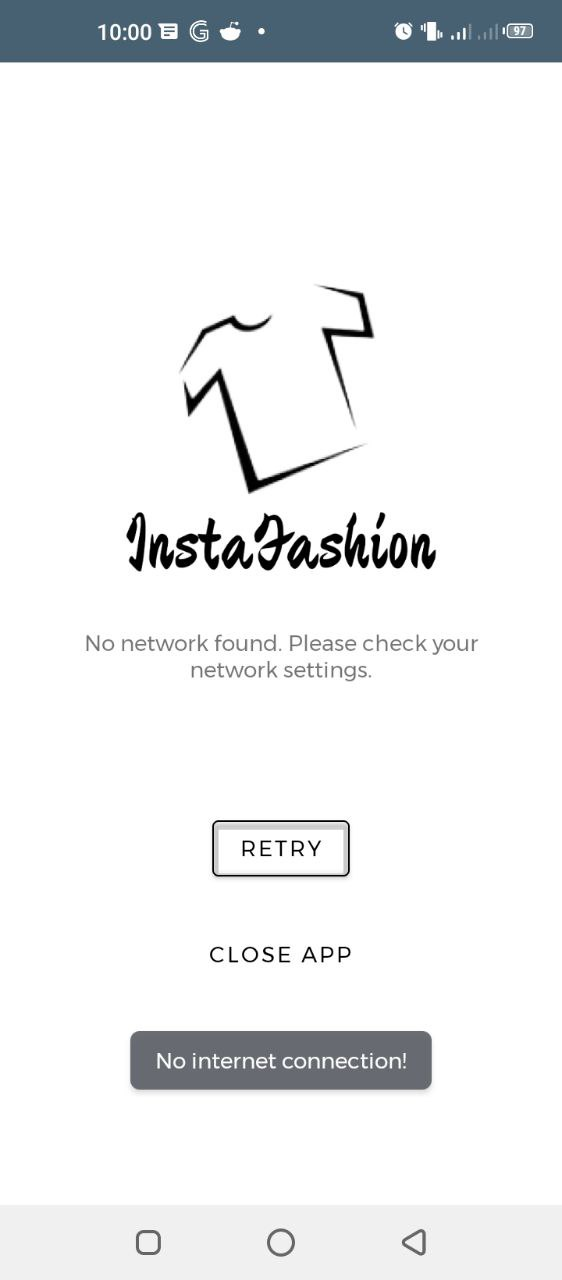 10:00
97
InstaFashion
No network found. Please check your
network settings.
RETRY
CLOSE APP
No internet connection!